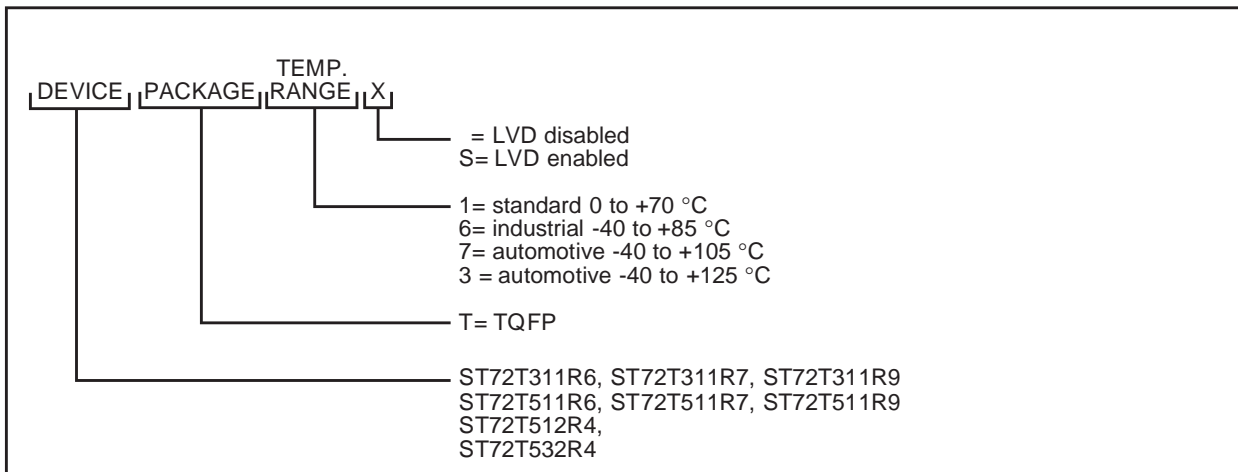 TEMP.
DEVICE PACKAGE RANGE X
= LVD disabled
S= LVD enabled
1= standard 0 to +70 °C
6= industrial -40 to +85 °C
7= automotive -40 to +105 °C
3 = automotive -40 to +125 °C
T= TQFP
ST72T311R6, ST72T311R7, ST72T311R9
ST72T511R6, ST72T511R7, ST72T511R9
ST72T512R4,
ST72T532R4